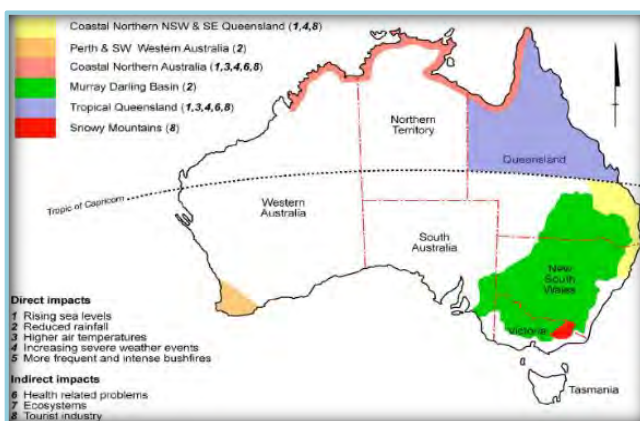 Coastal Northern NSW & SE Queensland (1,4,8)
Perth & SW Western Australia (2)
Coastal Northern Australia (1,3,4,6,8)
Murray Darling Basin (2)
Tropical Queensland (1,3,4,6,8)
Snowy Mountains (8)
Northern
Territory
Queensland
Tropic of Capricorn
Western
Australia
South
Australia
New
South
Wales
Victoria
Tasmania
Direct impacts
1 Rising sea levels
2 Reduced rainfall
3 Higher air temperatures
4 Increasing severe weather events
5 More frequent and intense bushfires
Indirect impacts
6 Health related problems
7 Ecosystems
8 Tourist industry